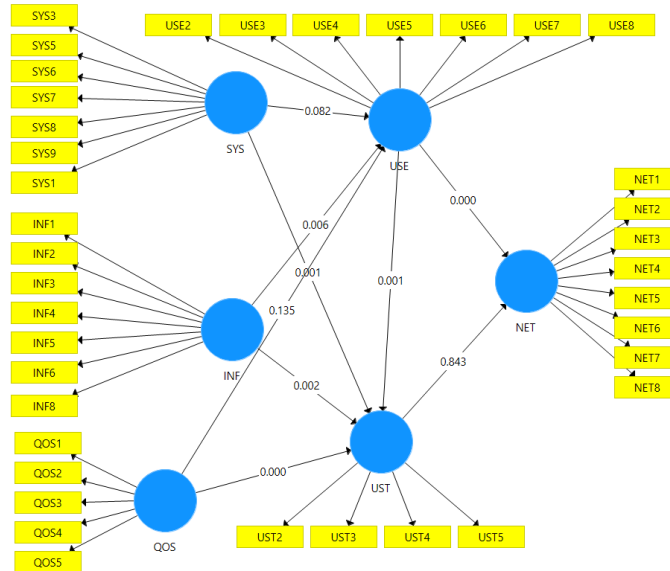 SYS3
SYS5
SYS6
SYS7
SYS8
SYS9
SYS1
USE2
USE3
USE4
USE5
USE6
USE7
USE8
SYS
0.082
USE
INF1
INF2
INF3
INF4
INF5
INF6
INF8
0.006
0.001
0.135
INF
0.002
0.000
0.001
0.843
NET1
NET2
NET3
NET4
NET5
NET6
NET7
NET8
NET
QOS1
QOS2
QOS3
QOS4
QOS5
QOS
0.000
UST
UST2
UST3
UST4
UST5